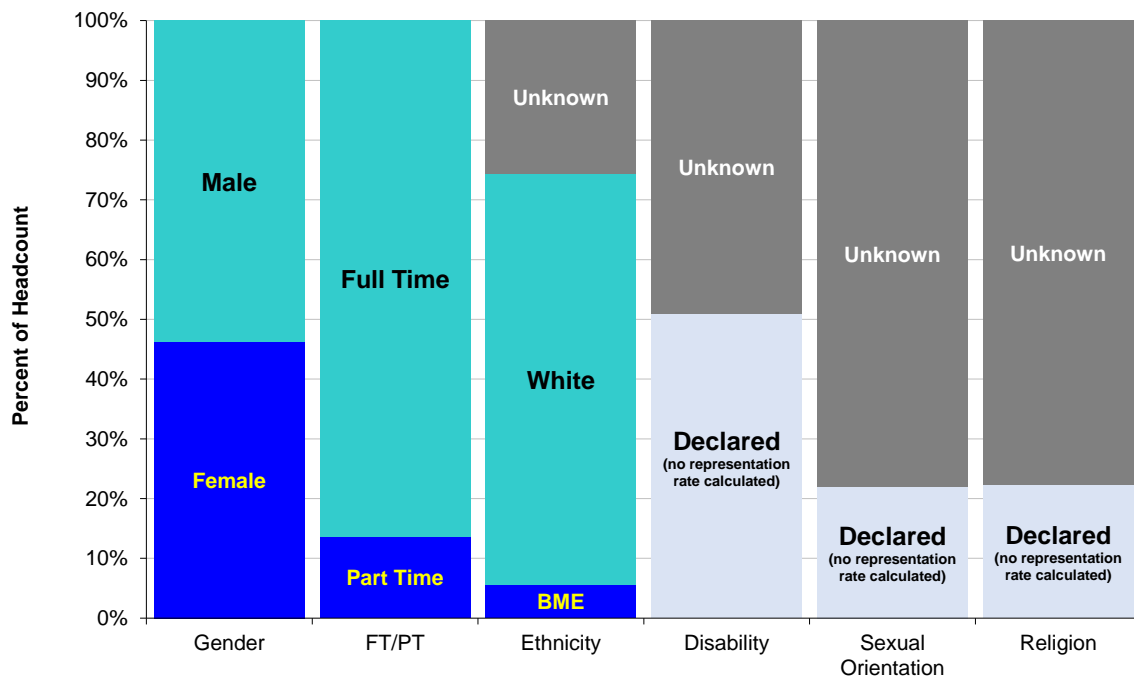 Percent of Headcount
100%
90%
80%
70%
60%
50%
40%
30%
20%
10%
0%
Male
Female
Full Time
Part Time
Unknown
White
BME
Unknown
Declared
(no representation
rate calculated)
Unknown
Declared
(no representation
rate calculated)
Unknown
Declared
(no representation
rate calculated)
Gender
FT/PT
Ethnicity
Disability
Sexual
Orientation
Religion